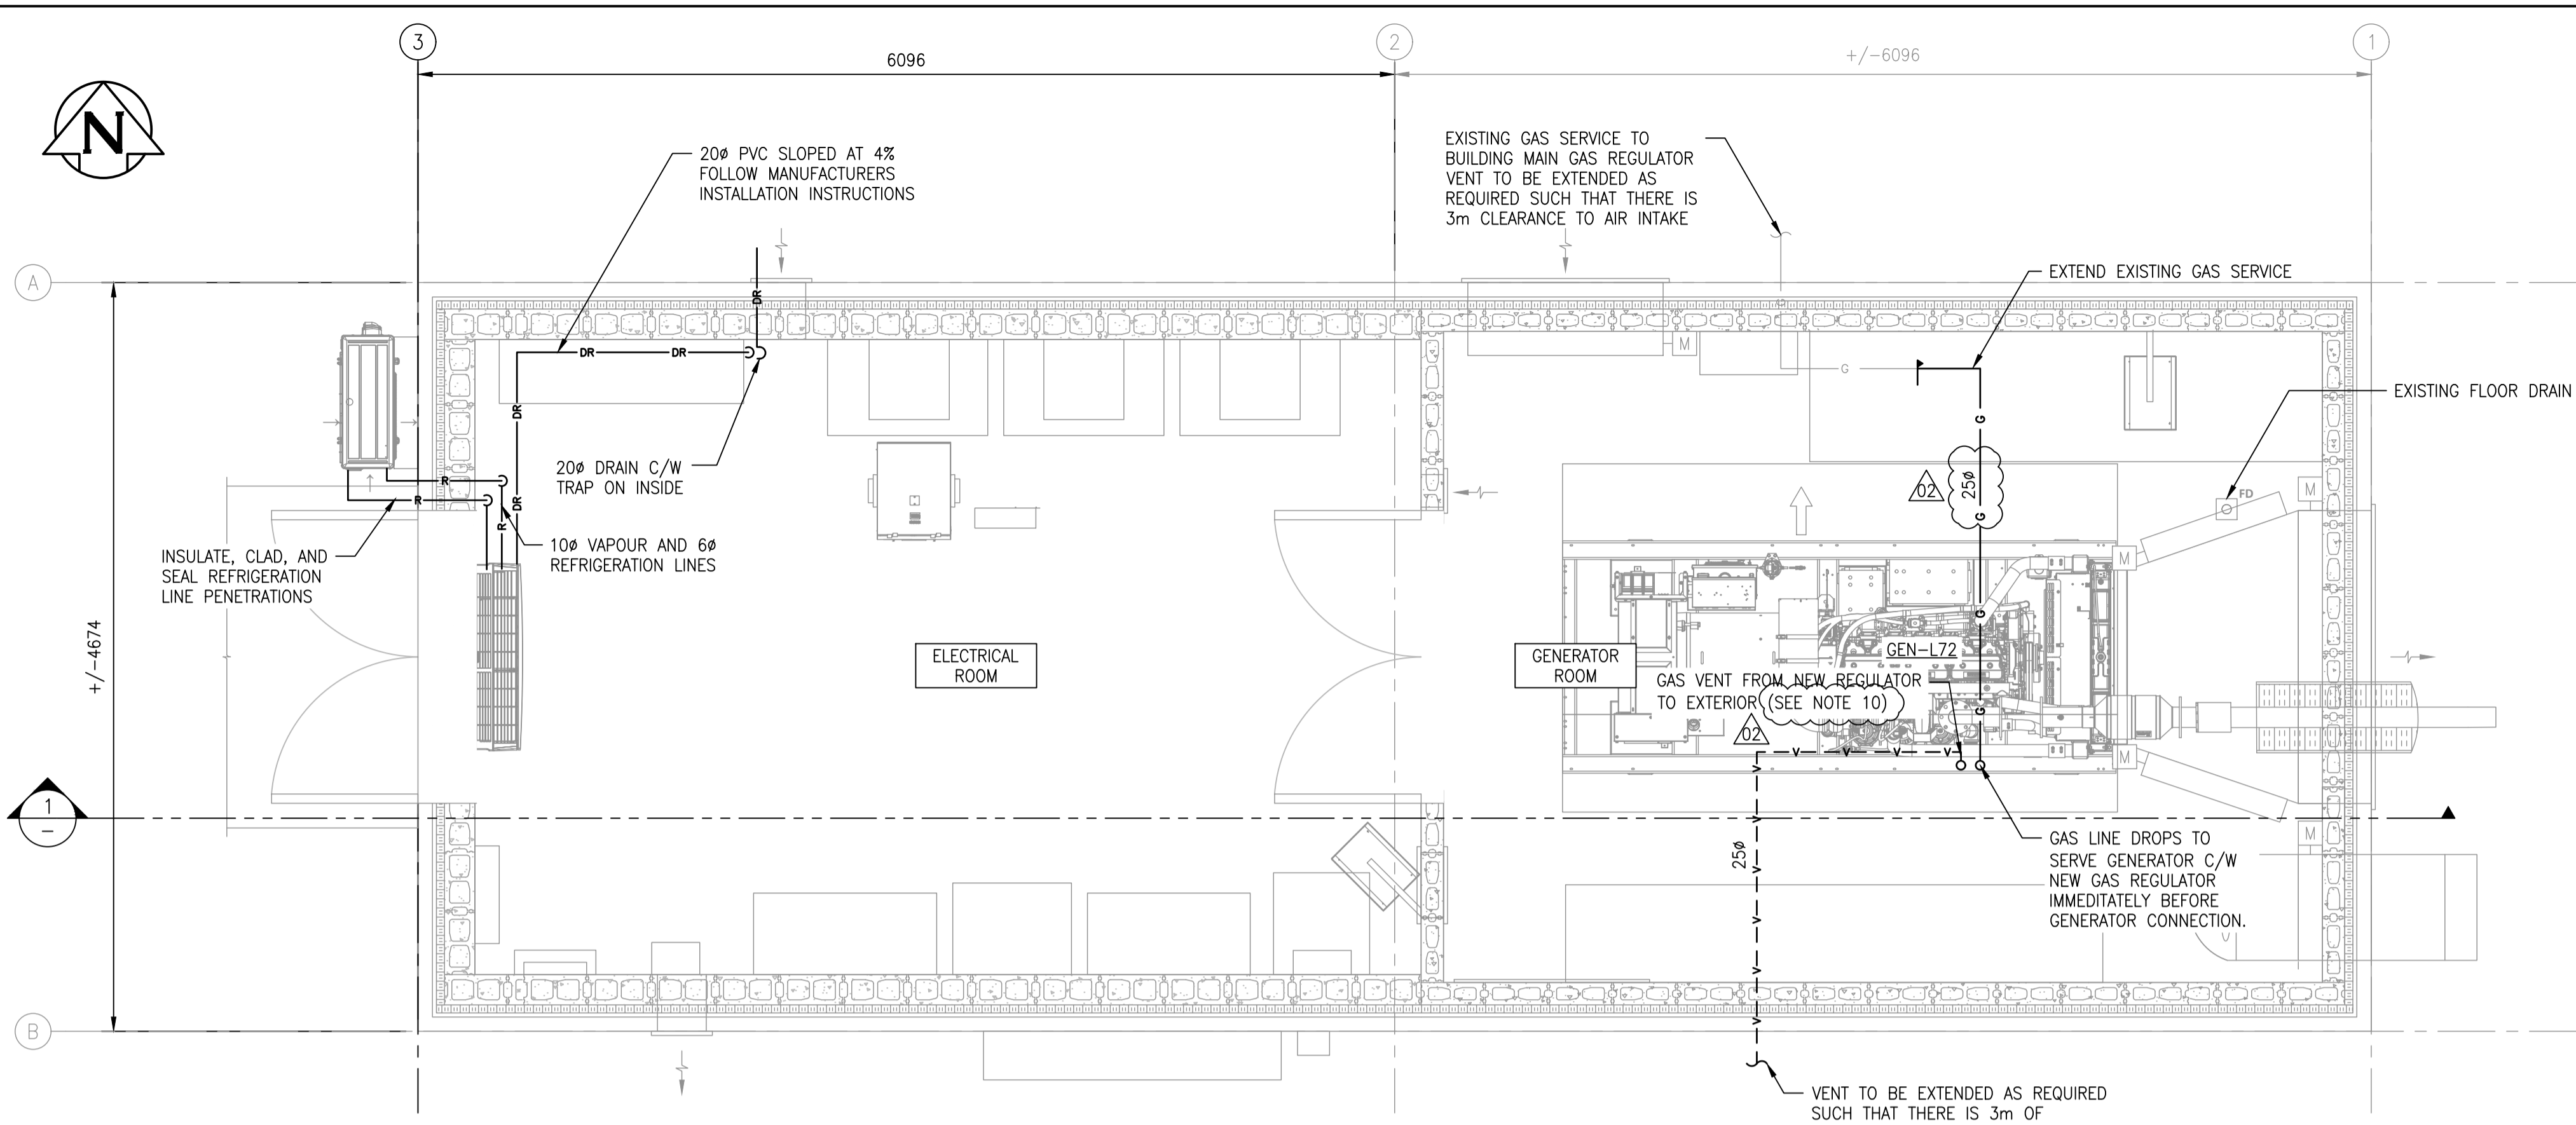 3
2
1
6096
+/-6096
N
20ø PVC SLOPED AT 4%
FOLLOW MANUFACTURERS
INSTALLATION INSTRUCTIONS
EXISTING GAS SERVICE TO
BUILDING MAIN GAS REGULATOR
VENT TO BE EXTENDED AS
REQUIRED SUCH THAT THERE IS
3m CLEARANCE TO AIR INTAKE
A
EXTEND EXISTING GAS SERVICE
DR
G
M
DR
DR
G
DR
G
EXISTING FLOOR DRAIN
20ø DRAIN C/W
TRAP ON INSIDE
02
25ø
G
FD
M
R
R
R
DR
10ø VAPOUR AND 6ø
REFRIGERATION LINES
INSULATE, CLAD, AND
SEAL REFRIGERATION
LINE PENETRATIONS
M
G
+/-4674
ELECTRICAL
ROOM
GENERATOR
ROOM
GEN-L72
GAS VENT FROM NEW REGULATOR
TO EXTERIOR (SEE NOTE 10)
G
02
V
V
V
V
M
1
–
V
V
25ø
V
V
V
V
M
GAS LINE DROPS TO
SERVE GENERATOR C/W
NEW GAS REGULATOR
IMMEDITATELY BEFORE
GENERATOR CONNECTION.
B
VENT TO BE EXTENDED AS REQUIRED
SUCH THAT THERE IS 3m OF